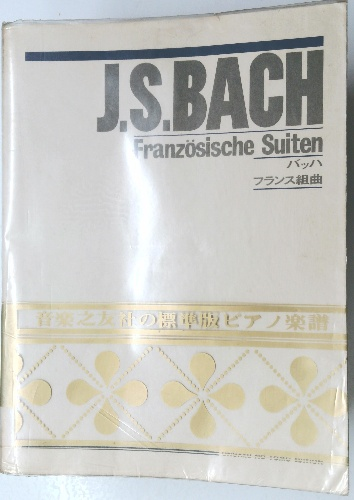 J.S.BACH
Französische Suiten
バッハ
フランス組曲
音楽之友社の標準版ピアノ楽譜
ONGAKU NO TOMO EDITION